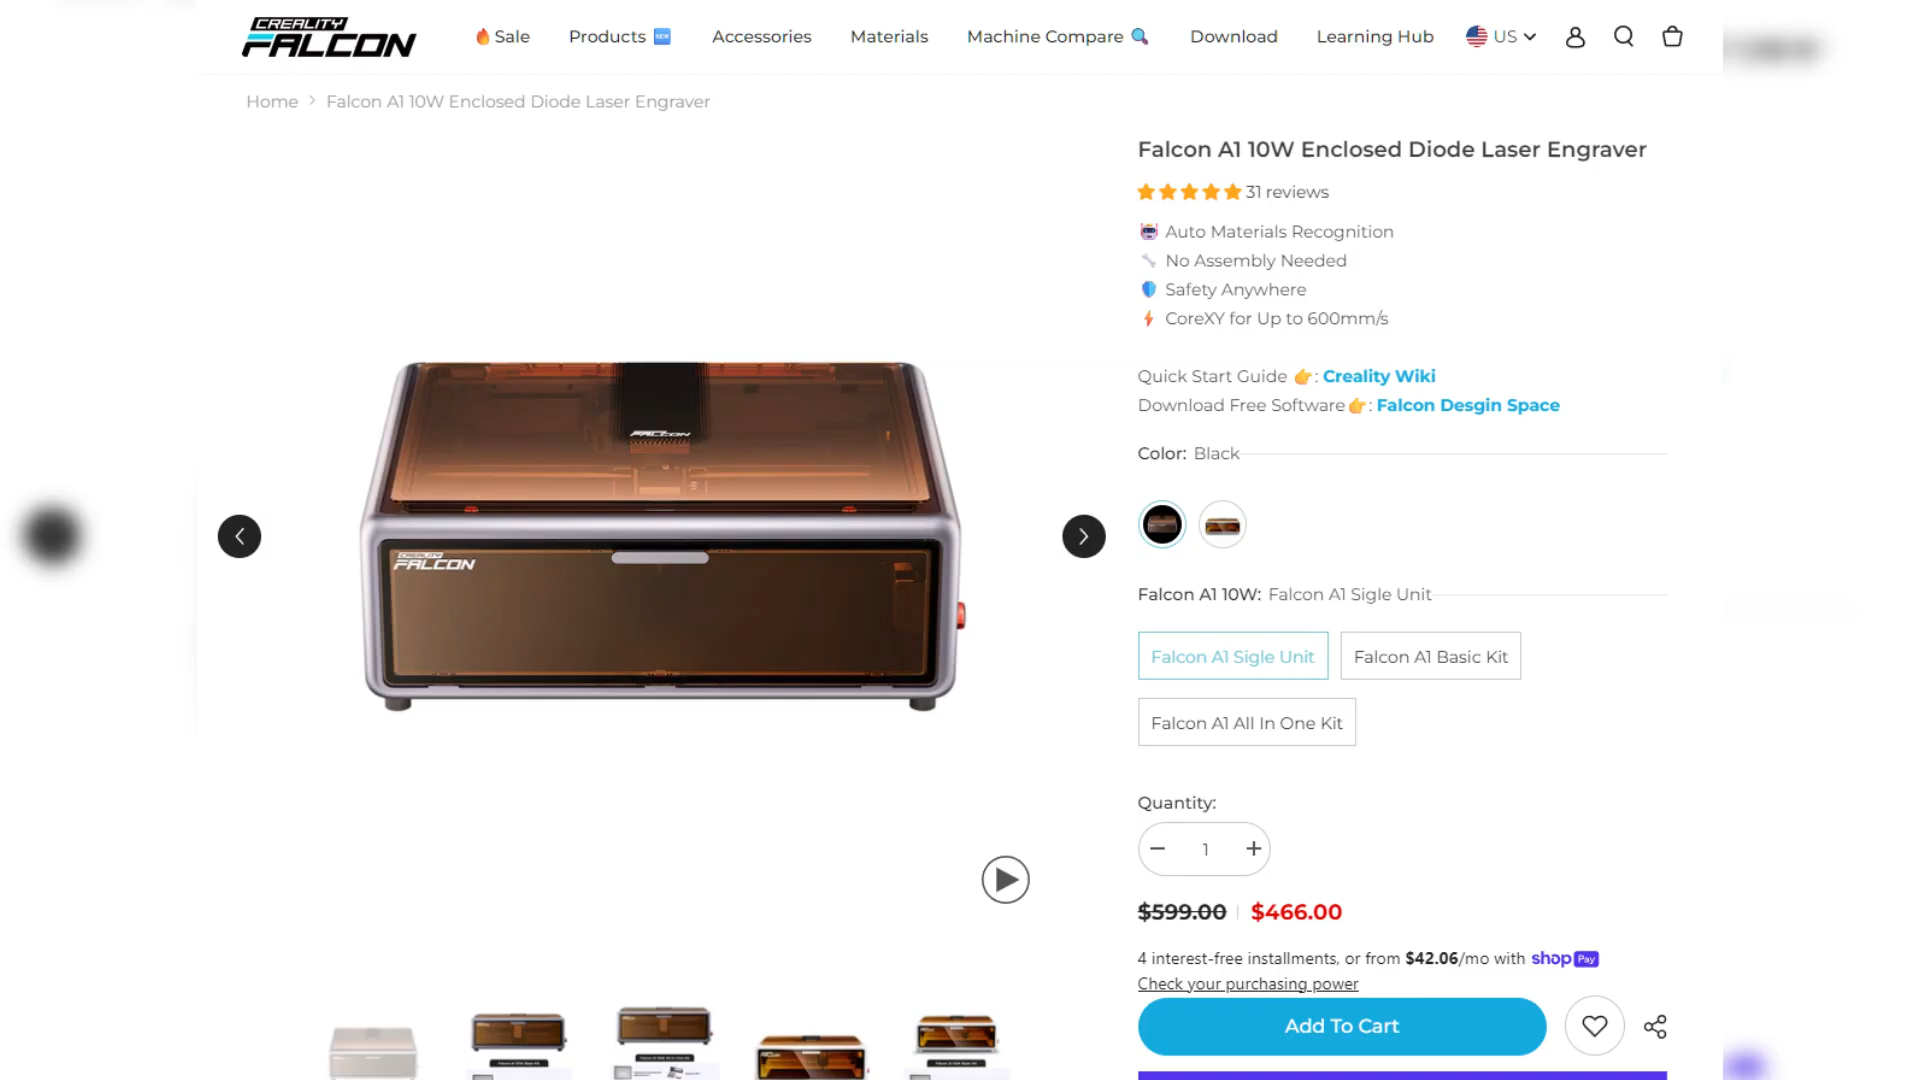 CREALITY
FALCON
Sale
Products NEW
Accessories
Materials
Machine Compare
Download
Learning Hub
US
Home > Falcon A1 10W Enclosed Diode Laser Engraver
Falcon A1 10W Enclosed Diode Laser Engraver
31 reviews
Auto Materials Recognition
No Assembly Needed
Safety Anywhere
CoreXY for Up to 600mm/s
Quick Start Guide : Creality Wiki
Download Free Software : Falcon Desgin Space
Color: Black
FALCON
CREALITY
FALCON
Falcon A1 10W: Falcon A1 Sigle Unit
Falcon A1 Sigle Unit
Falcon A1 Basic Kit
Falcon A1 All In One Kit
Quantity:
1
$599.00 | $466.00
4 interest-free installments, or from $42.06/mo with shop Pay
Check your purchasing power
Add To Cart